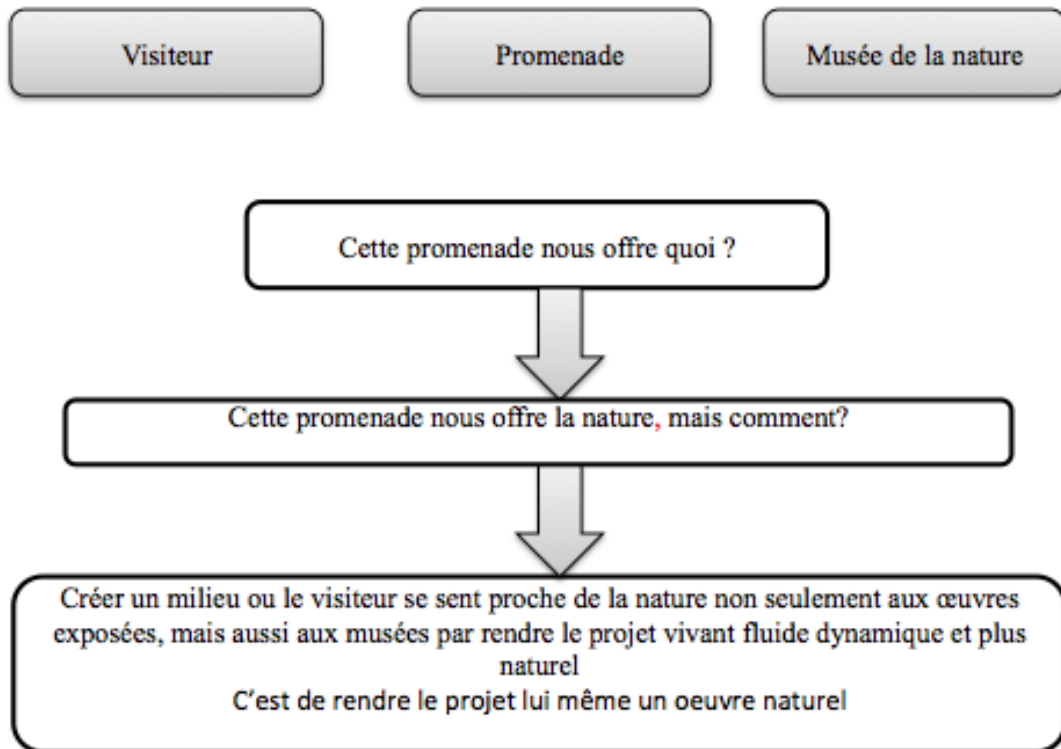 Visiteur
Promenade
Musée de la nature
Cette promenade nous offre quoi ?
Cette promenade nous offre la nature, mais comment?
Créer un milieu ou le visiteur se sent proche de la nature non seulement aux œuvres
exposées, mais aussi aux musées par rendre le projet vivant fluide dynamique et plus
naturel
C'est de rendre le projet lui même un oeuvre naturel